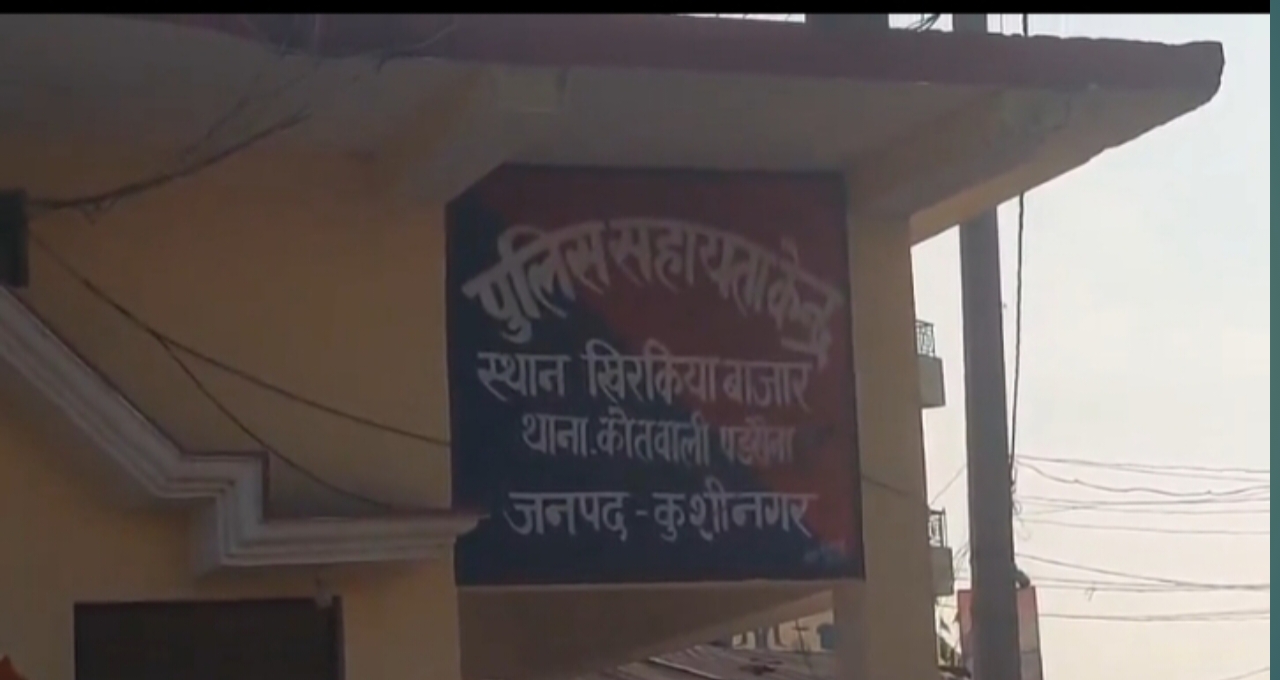 पुलिस सहायता केन्द्र
स्थान खिरकिया बाजार
थाना.कोतवाली पडरौना
जनपद - कुशीनगर